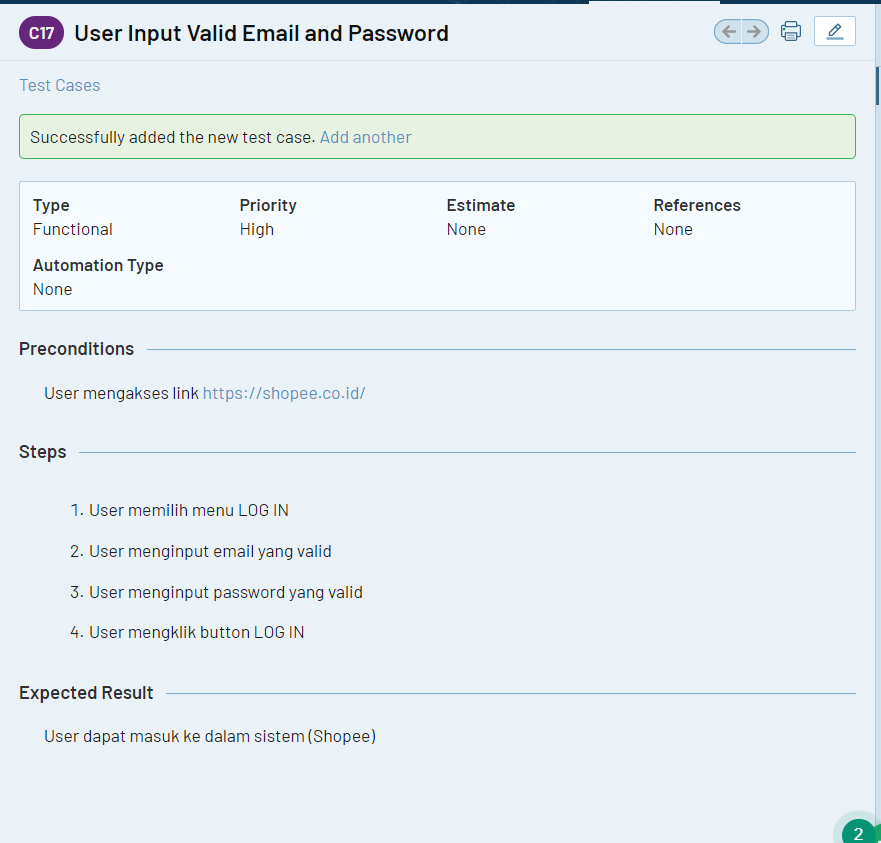 C17 User Input Valid Email and Password
Test Cases
Successfully added the new test case. Add another
Type Priority Estimate References
Functional High None None
Automation Type
None
Preconditions
User mengakses link https://shopee.co.id/
Steps
1. User memilih menu LOG IN
2. User menginput email yang valid
3. User menginput password yang valid
4. User mengklik button LOG IN
Expected Result
User dapat masuk ke dalam sistem (Shopee)
2